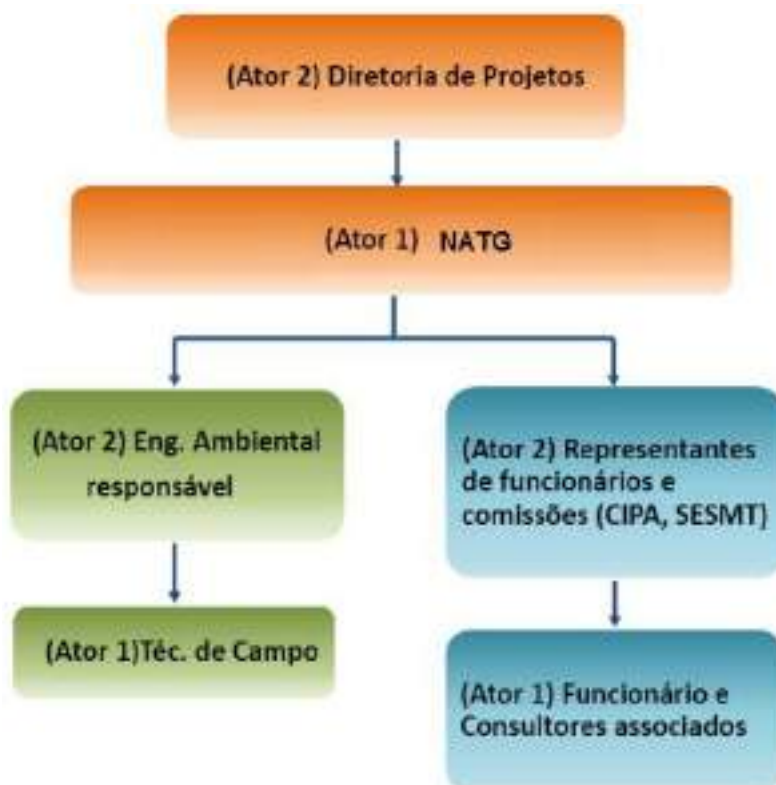 (Ator 2) Diretoria de Projetos
(Ator 1) NATG
(Ator 2) Eng. Ambiental
responsável
(Ator 1)Téc. de Campo
(Ator 2) Representantes
de funcionários e
comissões (CIPA, SESMT)
(Ator 1) Funcionário e
Consultores associados